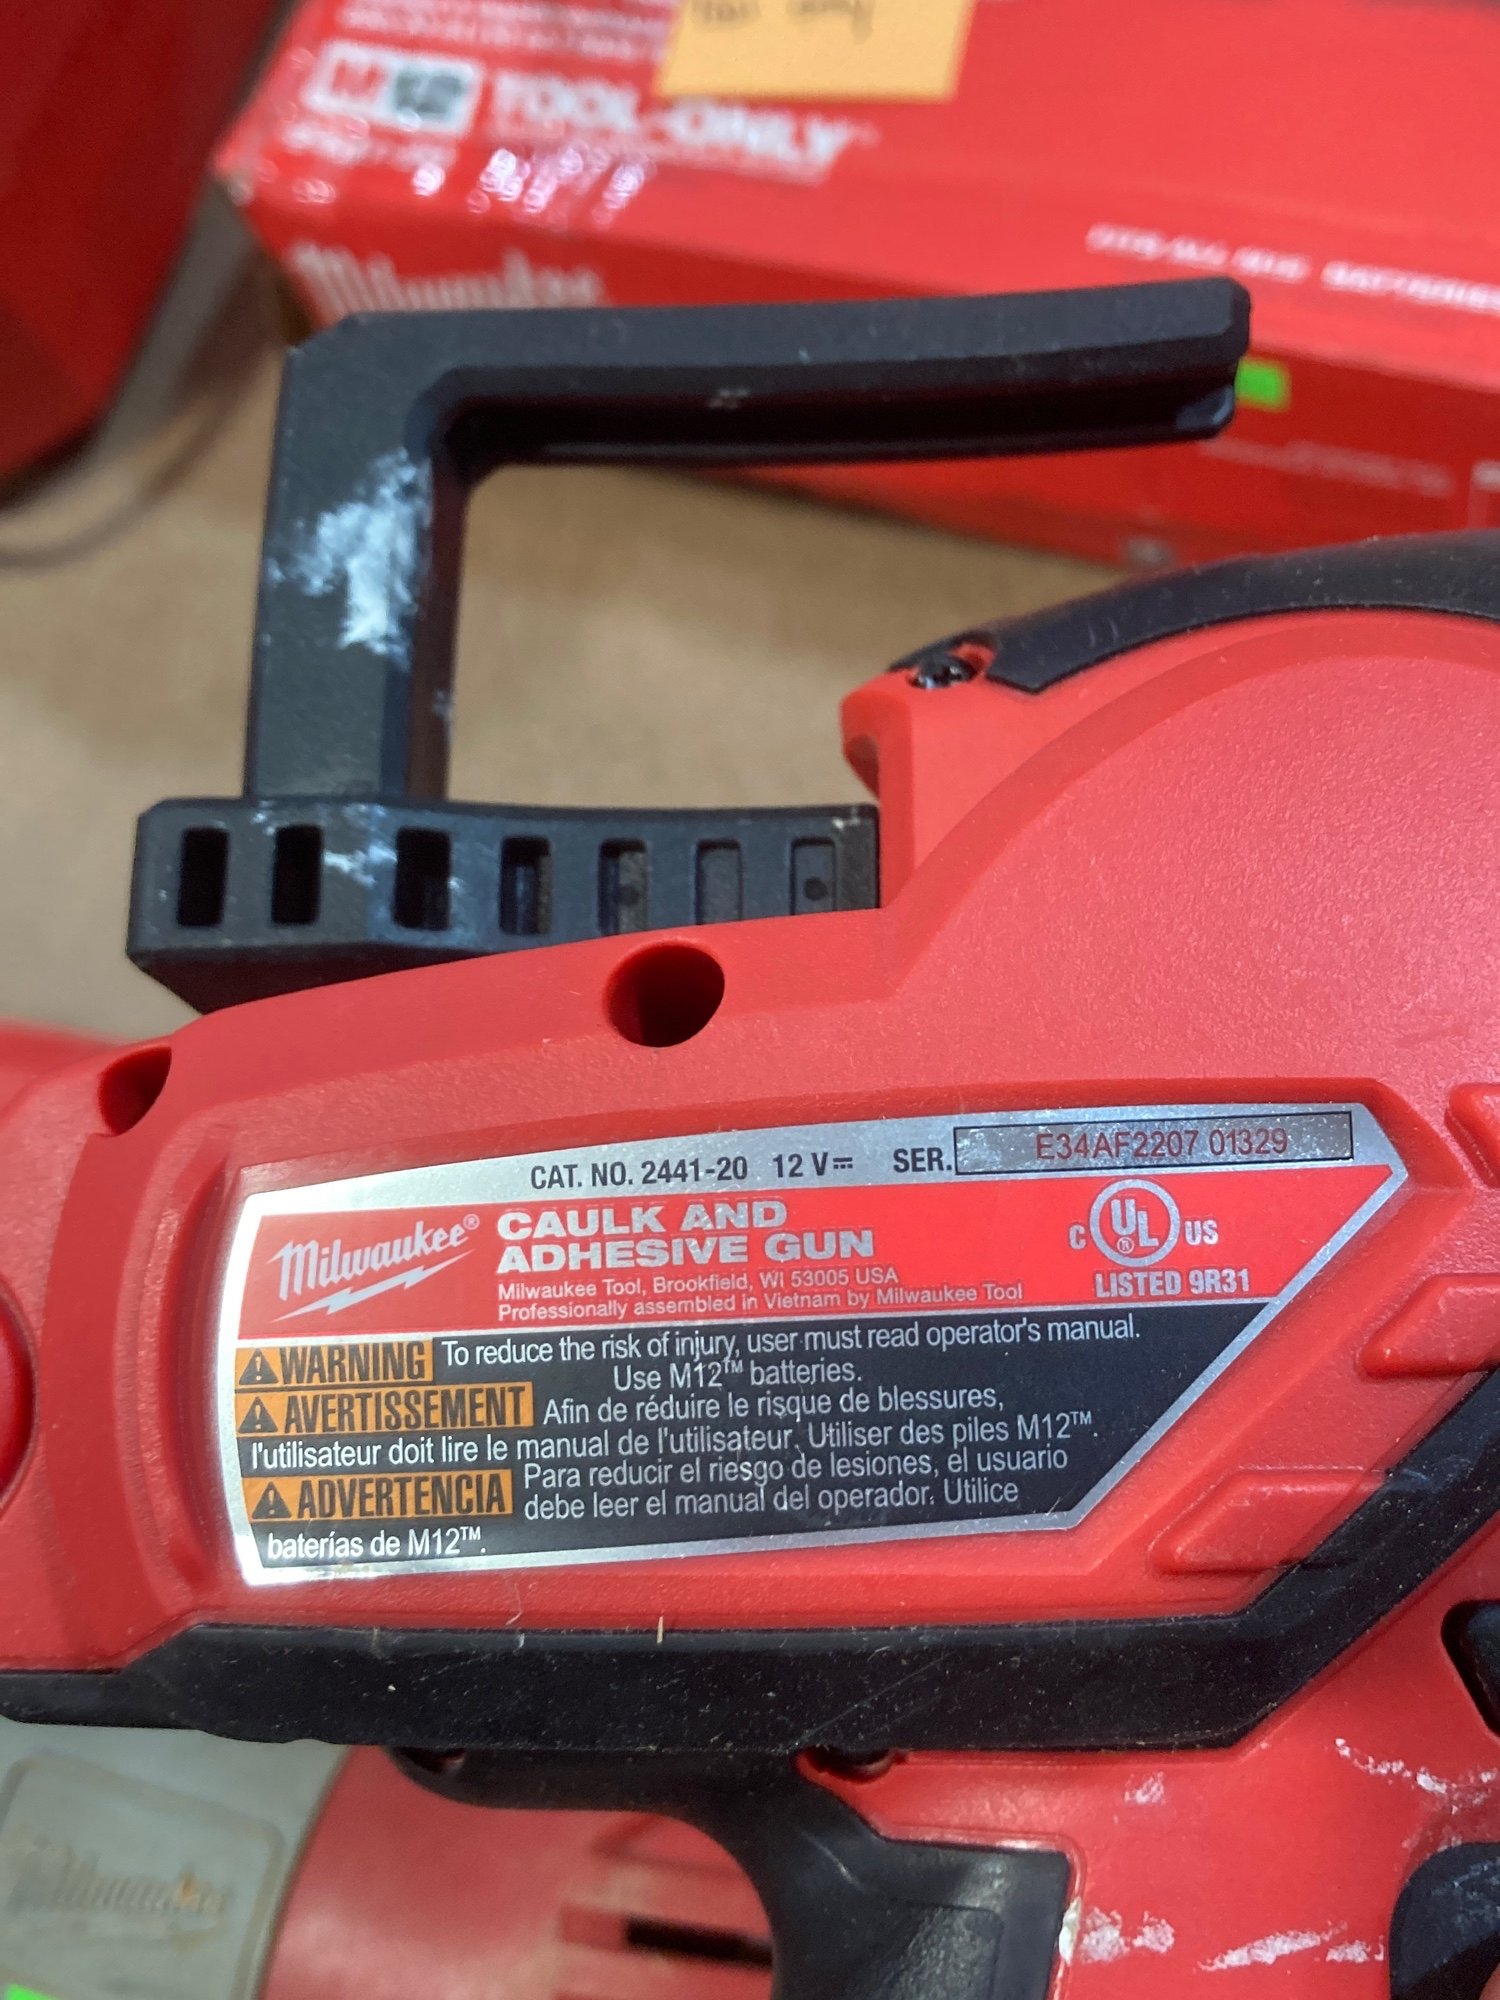 M12 TOOL-ONLY
Milwaukee
CAT. NO. 2441-20 12 V⎓ SER. E34AF2207 01329
Milwaukee® CAULK AND
ADHESIVE GUN
Milwaukee Tool, Brookfield, WI 53005 USA
Professionally assembled in Vietnam by Milwaukee Tool
C UL® US
LISTED 9R31
⚠WARNING To reduce the risk of injury, user must read operator's manual.
Use M12™ batteries.
⚠AVERTISSEMENT Afin de réduire le risque de blessures,
l'utilisateur doit lire le manual de l'utilisateur. Utiliser des piles M12™.
⚠ADVERTENCIA Para reducir el riesgo de lesiones, el usuario
debe leer el manual del operador. Utilice
baterías de M12™.
Milwaukee